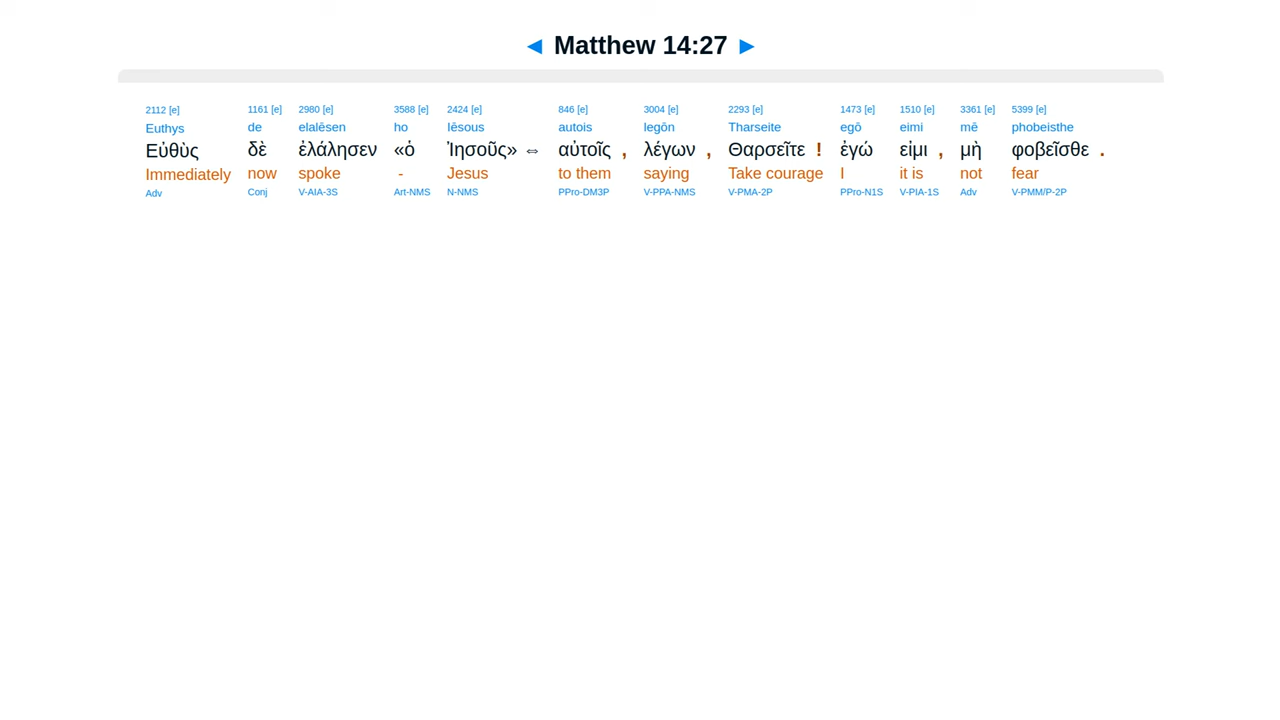 ◄ Matthew 14:27 ►
2112 [e] 1161 [e] 2980 [e] 3588 [e] 2424 [e] 846 [e] 3004 [e] 2293 [e] 1473 [e] 1510 [e] 3361 [e] 5399 [e]
Euthys de elalēsen ho Iēsous autois legōn Tharseite egō eimi mē phobeisthe
Εὐθὺς δὲ ἐλάλησεν «ὁ Ἰησοῦς» ⇔ αὐτοῖς , λέγων , Θαρσεῖτε ! ἐγώ εἰμι , μὴ φοβεῖσθε .
Immediately now spoke - Jesus to them saying Take courage I it is not fear
Adv Conj V-AIA-3S Art-NMS N-NMS PPro-DM3P V-PPA-NMS V-PMA-2P PPro-N1S V-PIA-1S Adv V-PMM/P-2P